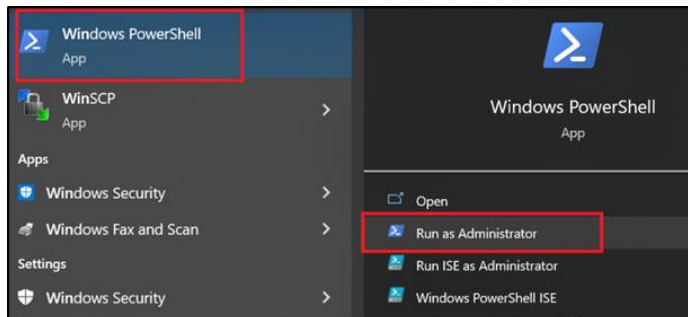 Windows PowerShell
App
WinSCP
App
Apps
Windows Security
Windows Fax and Scan
Settings
Windows Security
Windows PowerShell
App
Open
Run as Administrator
Run ISE as Administrator
Windows PowerShell ISE